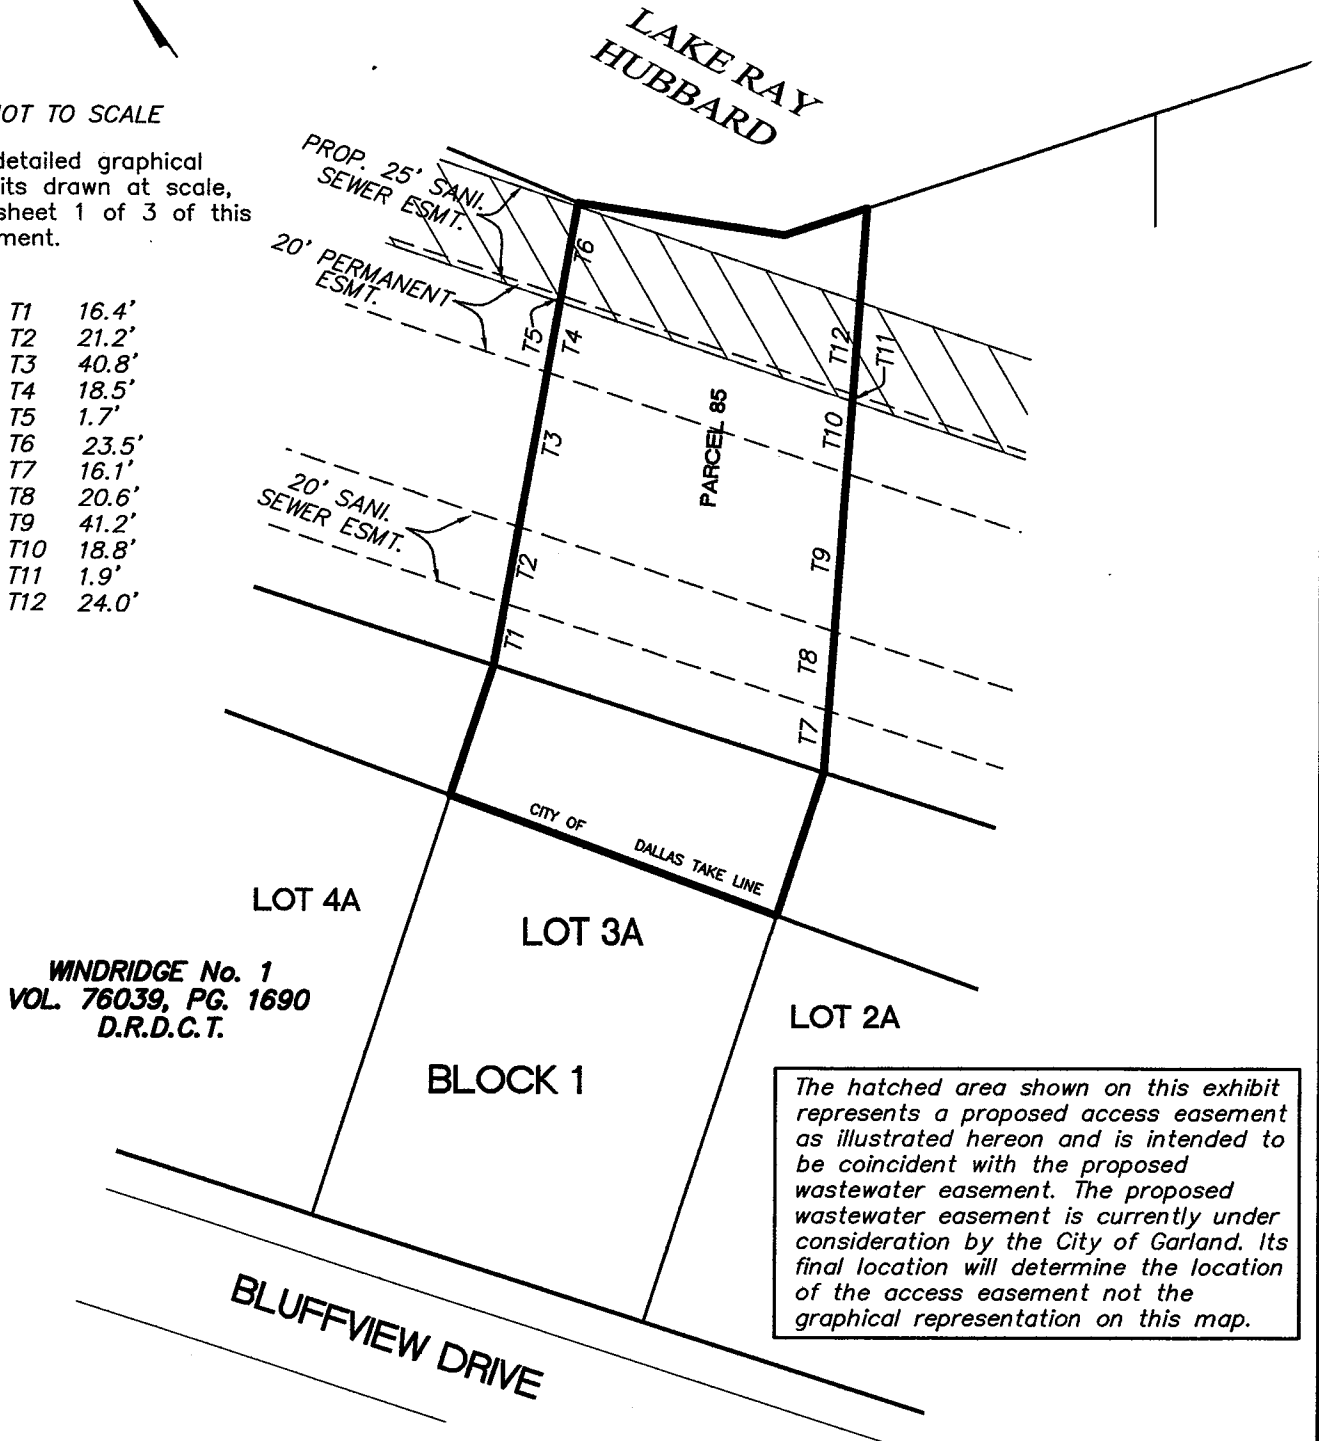 LAKE RAY
HUBBARD
NOT TO SCALE
detailed graphical
its drawn at scale,
sheet 1 of 3 of this
ment.
PROP. 25' SANI.
SEWER ESMT.
20' PERMANENT
ESMT.
T1 16.4'
T2 21.2'
T3 40.8'
T4 18.5'
T5 1.7'
T6 23.5'
T7 16.1'
T8 20.6'
T9 41.2'
T10 18.8'
T11 1.9'
T12 24.0'
T6
T5
T4
T3
T2
T1
T12
T11
T10
T9
T8
T7
PARCEL 85
20' SANI.
SEWER ESMT.
CITY OF DALLAS TAKE LINE
LOT 4A
LOT 3A
LOT 2A
WINDRIDGE No. 1
VOL. 76039, PG. 1690
D.R.D.C.T.
BLOCK 1
The hatched area shown on this exhibit
represents a proposed access easement
as illustrated hereon and is intended to
be coincident with the proposed
wastewater easement. The proposed
wastewater easement is currently under
consideration by the City of Garland. Its
final location will determine the location
of the access easement not the
graphical representation on this map.
BLUFFVIEW DRIVE